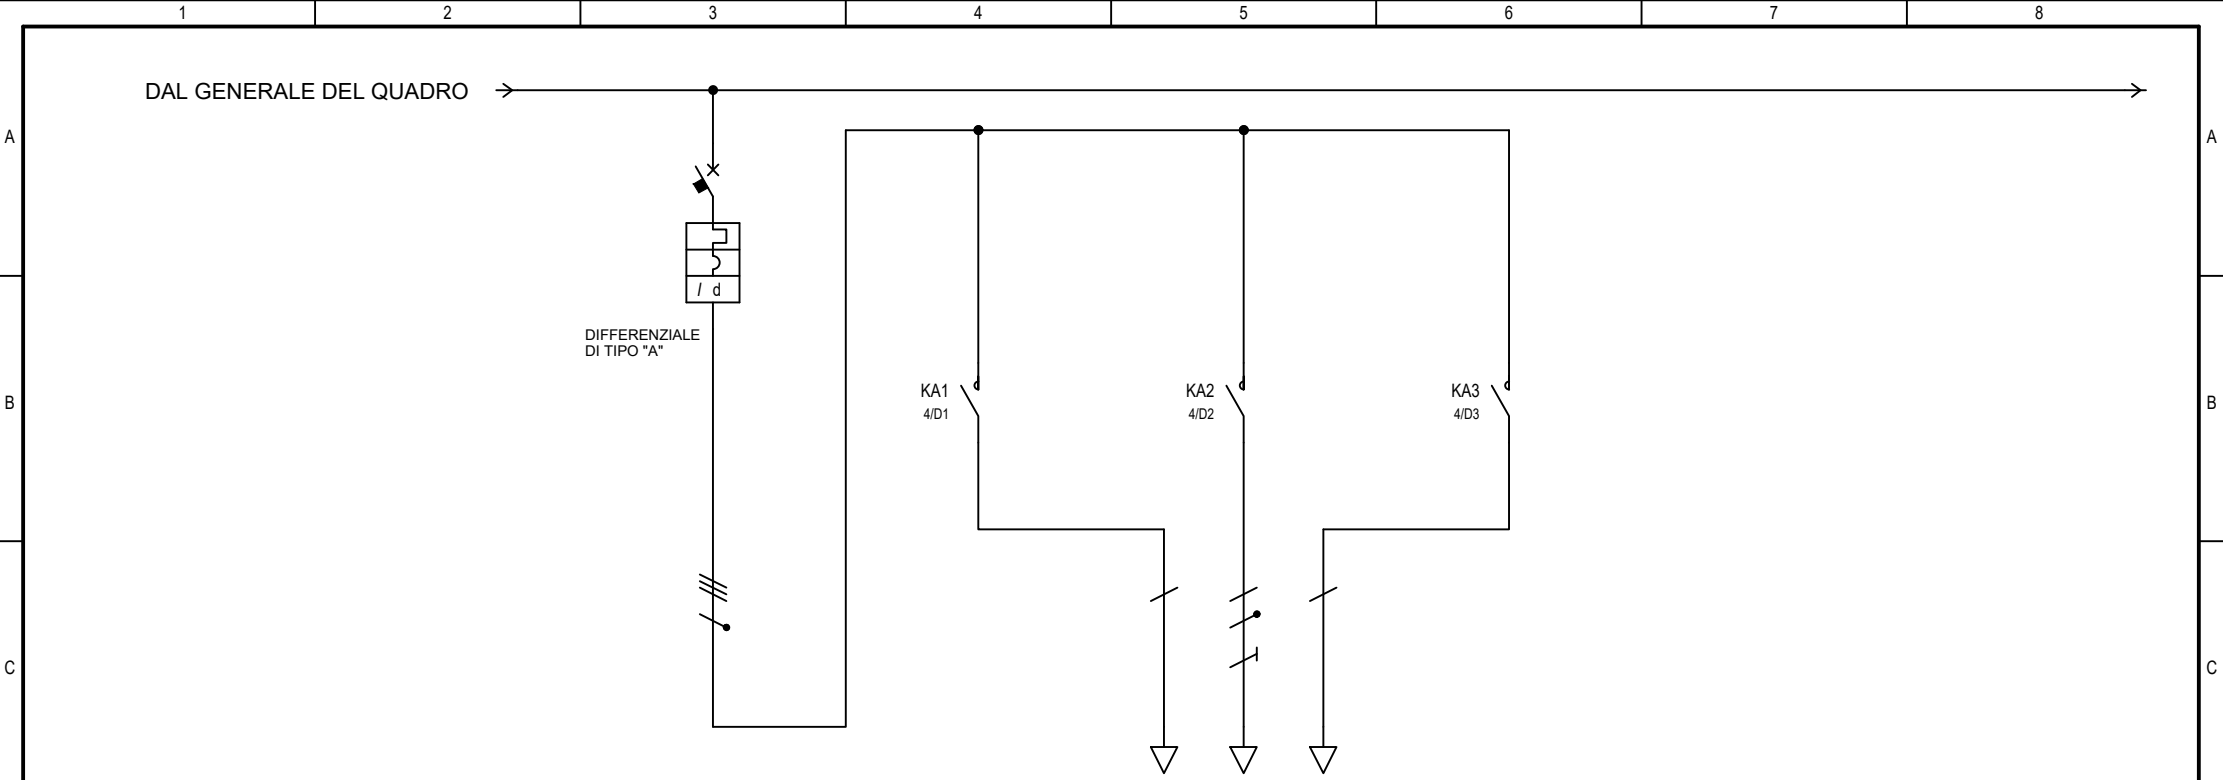 1 2 3 4 5 6 7 8
DAL GENERALE DEL QUADRO
A A
I d
DIFFERENZIALE
DI TIPO "A"
KA1 KA2 KA3
4/D1 4/D2 4/D3
B B
C C